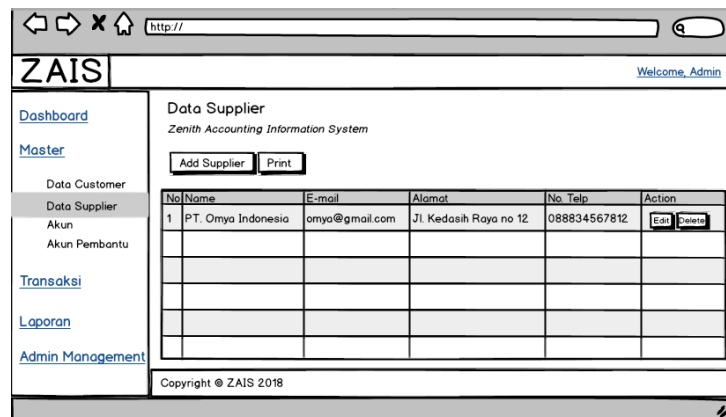 http://
ZAIS
Welcome, Admin
Dashboard
Master
Data Customer
Data Supplier
Akun
Akun Pembantu
Transaksi
Laporan
Admin Management
Data Supplier
Zenith Accounting Information System
Add Supplier Print
No Name E-mail Alamat No. Telp Action
1 PT. Omya Indonesia omya@gmail.com Jl. Kedasih Raya no 12 088834567812 Edit Delete
Copyright © ZAIS 2018